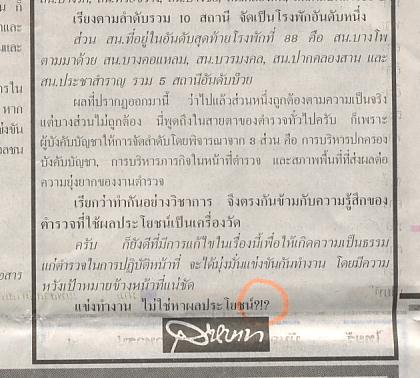 เรียงตามลำดับรวม 10 สถานี จัดเป็นโรงพักอันดับหนึ่ง
ส่วน สน.ที่อยู่ในอันดับสุดท้ายโรงพักที่ 88 คือ สน.บางโพ
ตามมาด้วย สน.บางคอแหลม, สน.บวรมงคล, สน.ปากคลองสาน และ
สน.ประชาสำราญ รวม 5 สถานีอันดับบ๊วย
ผลที่ปรากฏออกมานี้ ว่าไปแล้วส่วนหนึ่งถูกต้องตามความเป็นจริง
แต่บางส่วนไม่ถูกต้อง นี่พูดถึงในสายตาของตำรวจทั่วไปครับ ก็เพราะ
ผู้บังคับบัญชาให้การจัดลำดับโดยพิจารณาจาก 3 ส่วน คือ การบริหารปกครอง
บังคับบัญชา, การบริหารภารกิจในหน้าที่ตำรวจ และสภาพพื้นที่ที่ส่งผลต่อ
ความยุ่งยากของงานตำรวจ
เรียกว่าทำกันอย่างวิชาการ จึงตรงกันข้ามกับความรู้สึกของ
ตำรวจที่ใช้ผลประโยชน์เป็นเครื่องวัด
ครับ ก็ยังดีที่มีการแก้ไขในเรื่องนี้เพื่อให้เกิดความเป็นธรรม
แก่ตำรวจในการปฏิบัติหน้าที่ จะได้มุ่งมั่นแข่งขันกันทำงาน โดยมีความ
หวังเป้าหมายข้างหน้าที่แน่ชัด
แข่งทำงาน ไม่ใช่หาผลประโยชน์?!?